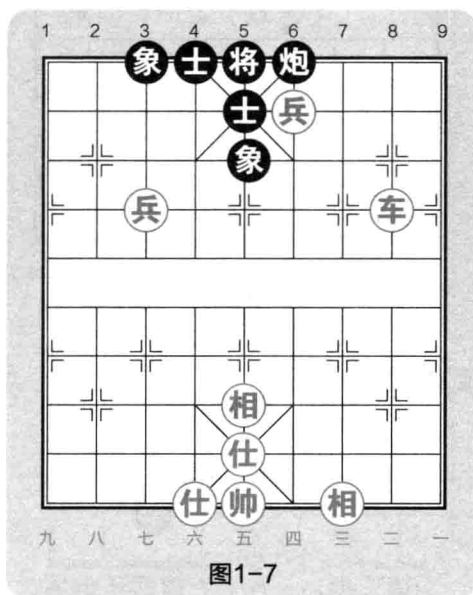 1 2 3 4 5 6 7 8 9
象 士 将 炮
士 兵
象
兵 车
相
仕
仕 帅 相
九 八 七 六 五 四 三 二 一
图1-7